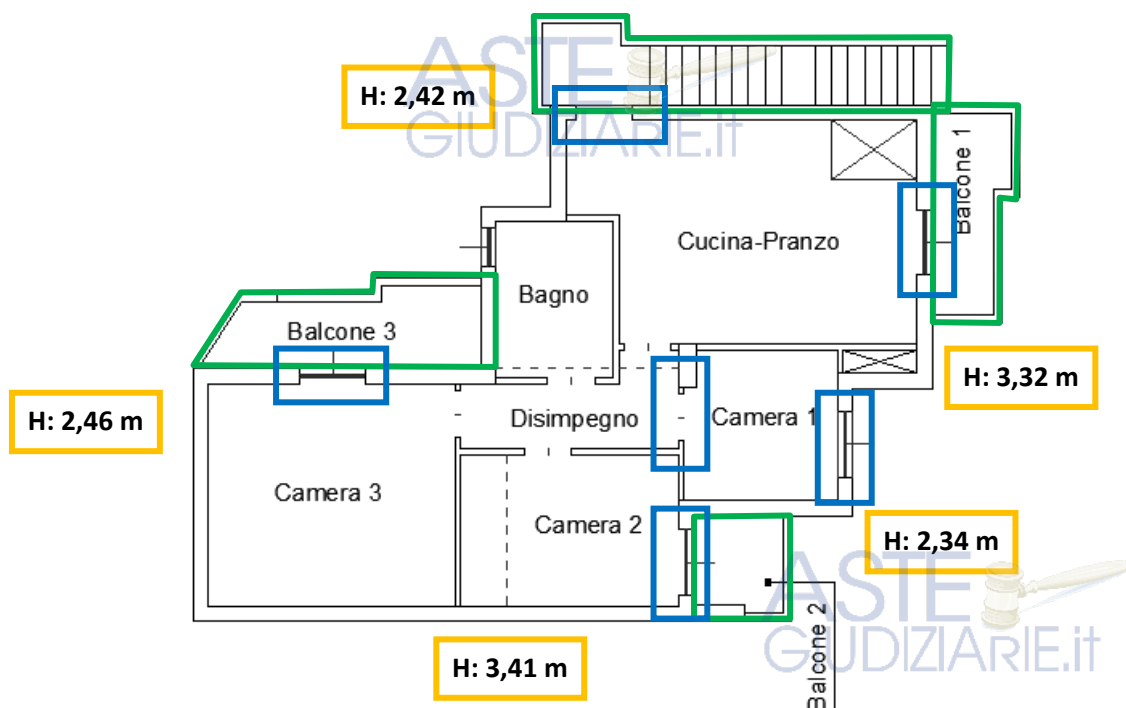 ASTE
GIUDIZIARIE.it
H: 2,42 m
Balcone 1
Cucina-Pranzo
Bagno
Balcone 3
H: 3,32 m
H: 2,46 m
Disimpegno
Camera 1
Camera 3
Camera 2
H: 2,34 m
ASTE
GIUDIZIARIE.it
Balcone 2
H: 3,41 m